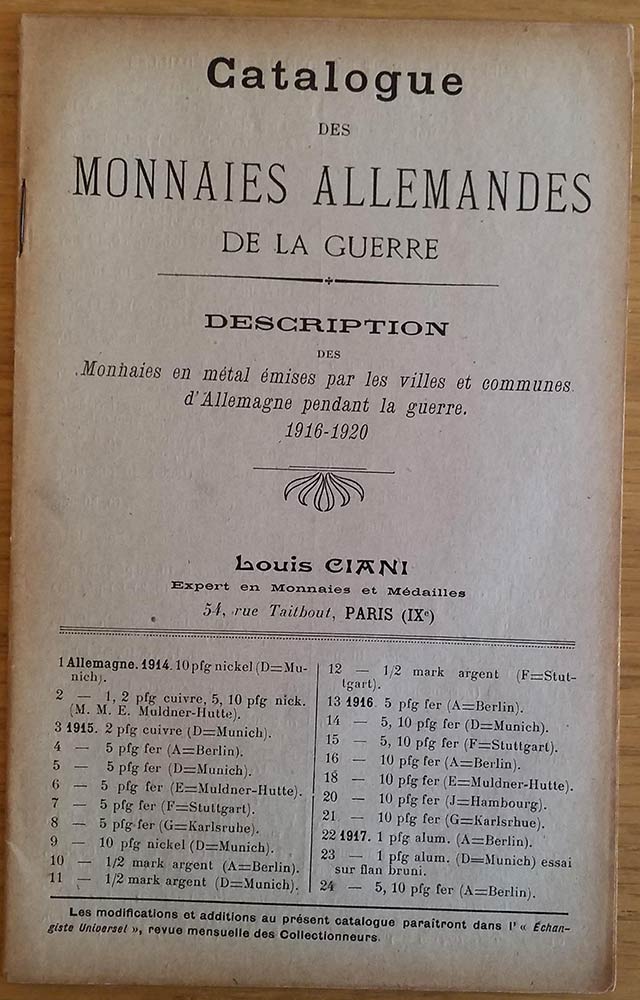 Catalogue
DES
MONNAIES ALLEMANDES
DE LA GUERRE
DESCRIPTION
DES
Monnaies en métal émises par les villes et communes
d'Allemagne pendant la guerre.
1916-1920
Louis CIANI
Expert en Monnaies et Médailles
54, rue Taitbout, PARIS (IXe)
1 Allemagne. 1914. 10 pfg nickel (D=Mu-
nich).
2 — 1, 2 pfg cuivre, 5, 10 pfg nick.
(M. M. E. Muldner-Hutte).
3 1915. 2 pfg cuivre (D=Munich).
4 — 5 pfg fer (A=Berlin).
5 — 5 pfg fer (D=Munich).
6 — 5 pfg fer (E=Muldner-Hutte).
7 — 5 pfg fer (F=Stuttgart).
8 — 5 pfg fer (G=Karlsruhe).
9 — 10 pfg nickel (D=Munich).
10 — 1/2 mark argent (A=Berlin).
11 — 1/2 mark argent (D=Munich).
12 — 1/2 mark argent (F=Stut-
tgart).
13 1916. 5 pfg fer (A=Berlin).
14 — 5, 10 pfg fer (D=Munich).
15 — 5, 10 pfg fer (F=Stuttgart).
16 — 10 pfg fer (A=Berlin).
18 — 10 pfg fer (E=Muldner-Hutte).
20 — 10 pfg fer (J=Hambourg).
21 — 10 pfg fer (G=Karlsrhue).
22 1917. 1 pfg alum. (A=Berlin).
23 — 1 pfg alum. (D=Munich) essai
sur flan bruni.
24 — 5, 10 pfg fer (A=Berlin).
Les modifications et additions au présent catalogue paraîtront dans l'« Échan-
giste Universel », revue mensuelle des Collectionneurs.